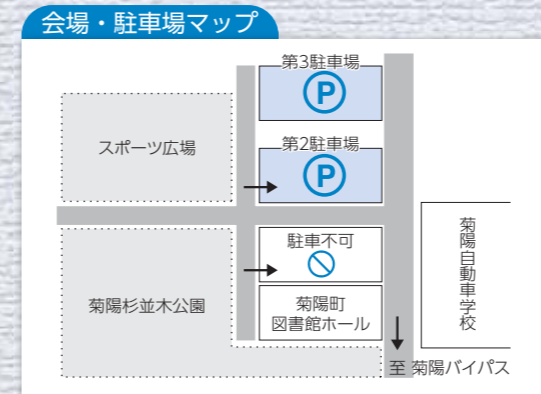 会場・駐車場マップ
第3駐車場
P
スポーツ広場
第2駐車場
P
駐車不可
菊陽杉並木公園
菊陽町
図書館ホール
菊陽自動車学校
至 菊陽バイパス